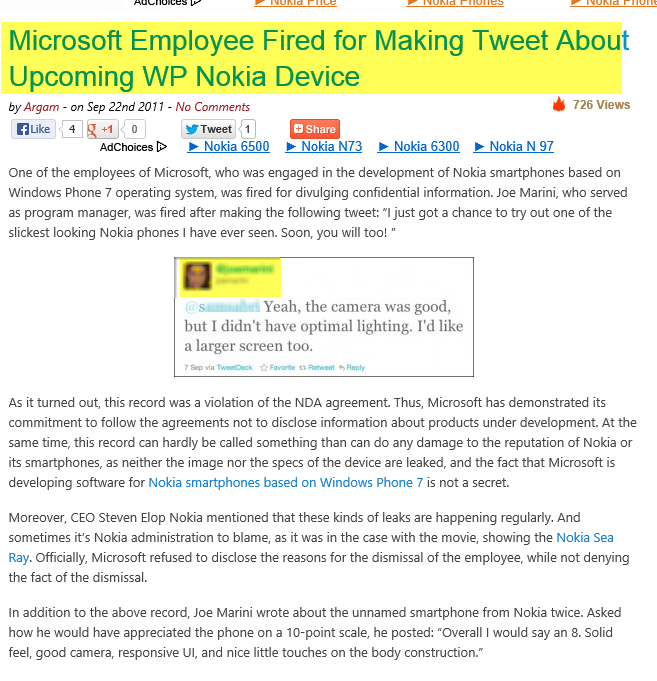 AdChoices ▷ ► Nokia Price ► Nokia Phones ► Nokia Phone
Microsoft Employee Fired for Making Tweet About
Upcoming WP Nokia Device
by Argam - on Sep 22nd 2011 - No Comments
726 Views
Like 4 +1 0 Tweet 1 Share
AdChoices ▷ ► Nokia 6500 ► Nokia N73 ► Nokia 6300 ► Nokia N 97
One of the employees of Microsoft, who was engaged in the development of Nokia smartphones based on
Windows Phone 7 operating system, was fired for divulging confidential information. Joe Marini, who served
as program manager, was fired after making the following tweet: “I just got a chance to try out one of the
slickest looking Nokia phones I have ever seen. Soon, you will too! ”
Yeah, the camera was good,
but I didn't have optimal lighting. I'd like
a larger screen too.
7 Sep via TweetDeck Favorite Retweet Reply
As it turned out, this record was a violation of the NDA agreement. Thus, Microsoft has demonstrated its
commitment to follow the agreements not to disclose information about products under development. At the
same time, this record can hardly be called something than can do any damage to the reputation of Nokia or
its smartphones, as neither the image nor the specs of the device are leaked, and the fact that Microsoft is
developing software for Nokia smartphones based on Windows Phone 7 is not a secret.
Moreover, CEO Steven Elop Nokia mentioned that these kinds of leaks are happening regularly. And
sometimes it’s Nokia administration to blame, as it was in the case with the movie, showing the Nokia Sea
Ray. Officially, Microsoft refused to disclose the reasons for the dismissal of the employee, while not denying
the fact of the dismissal.
In addition to the above record, Joe Marini wrote about the unnamed smartphone from Nokia twice. Asked
how he would have appreciated the phone on a 10-point scale, he posted: “Overall I would say an 8. Solid
feel, good camera, responsive UI, and nice little touches on the body construction.”